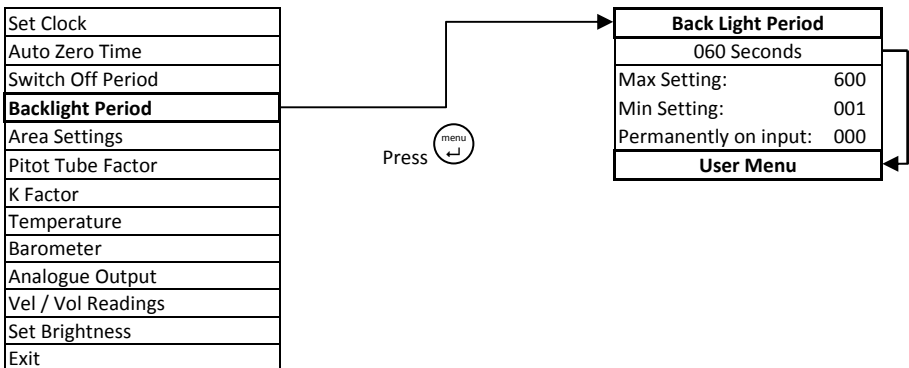 Set Clock
Auto Zero Time
Switch Off Period
Backlight Period
Area Settings
Pitot Tube Factor
K Factor
Temperature
Barometer
Analogue Output
Vel / Vol Readings
Set Brightness
Exit
Press
menu
Back Light Period
060 Seconds
Max Setting: 600
Min Setting: 001
Permanently on input: 000
User Menu